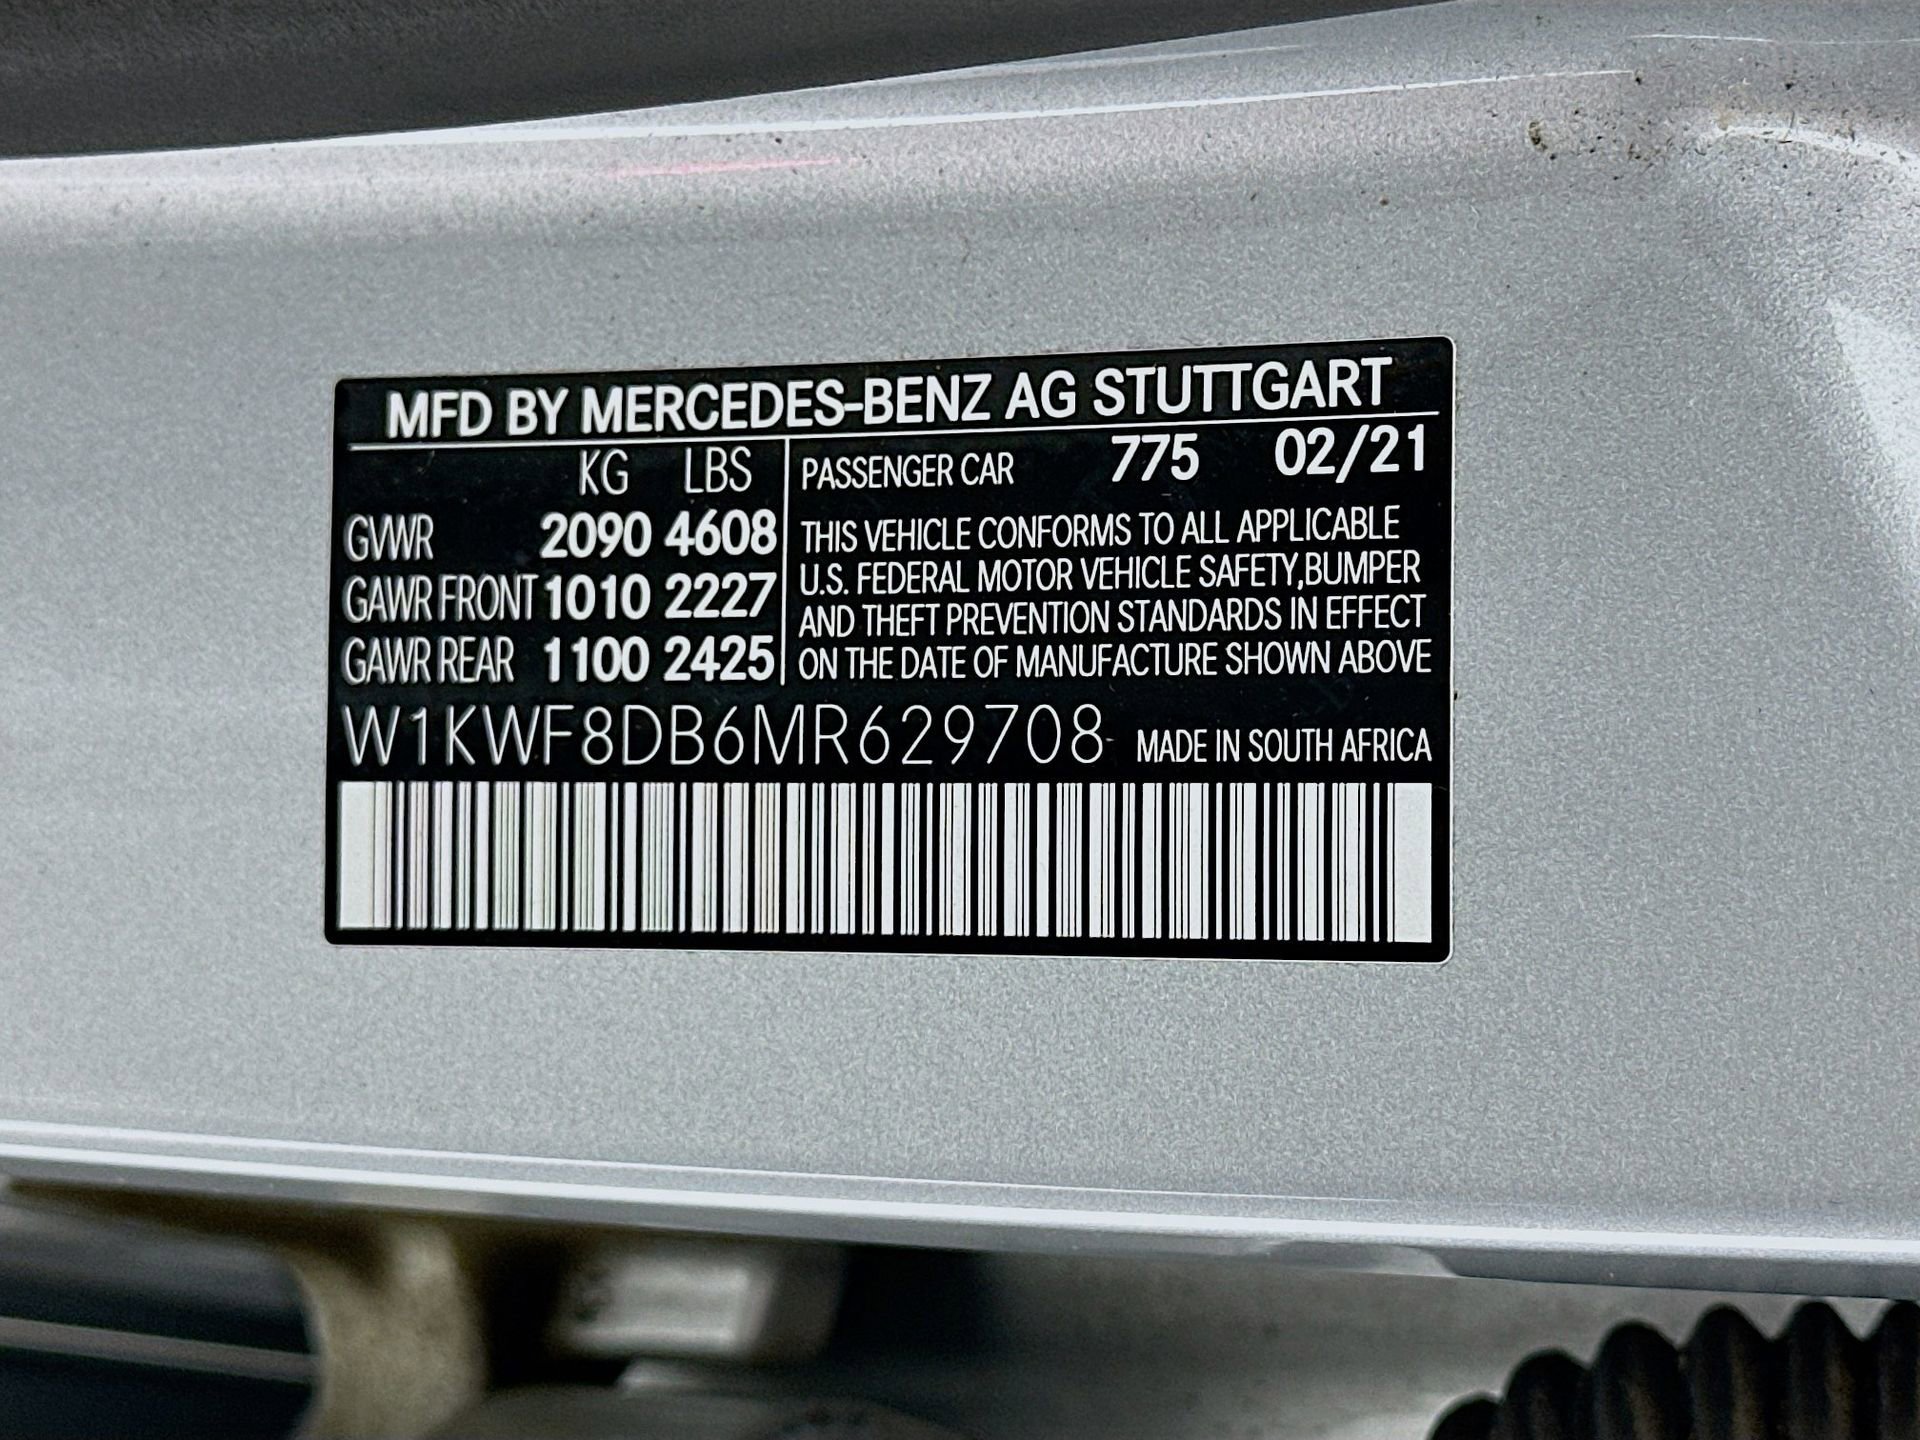 MFD BY MERCEDES-BENZ AG STUTTGART
KG LBS
GVWR 2090 4608
GAWR FRONT 1010 2227
GAWR REAR 1100 2425
PASSENGER CAR 775 02/21
THIS VEHICLE CONFORMS TO ALL APPLICABLE
U.S. FEDERAL MOTOR VEHICLE SAFETY,BUMPER
AND THEFT PREVENTION STANDARDS IN EFFECT
ON THE DATE OF MANUFACTURE SHOWN ABOVE
W1KWF8DB6MR629708 MADE IN SOUTH AFRICA